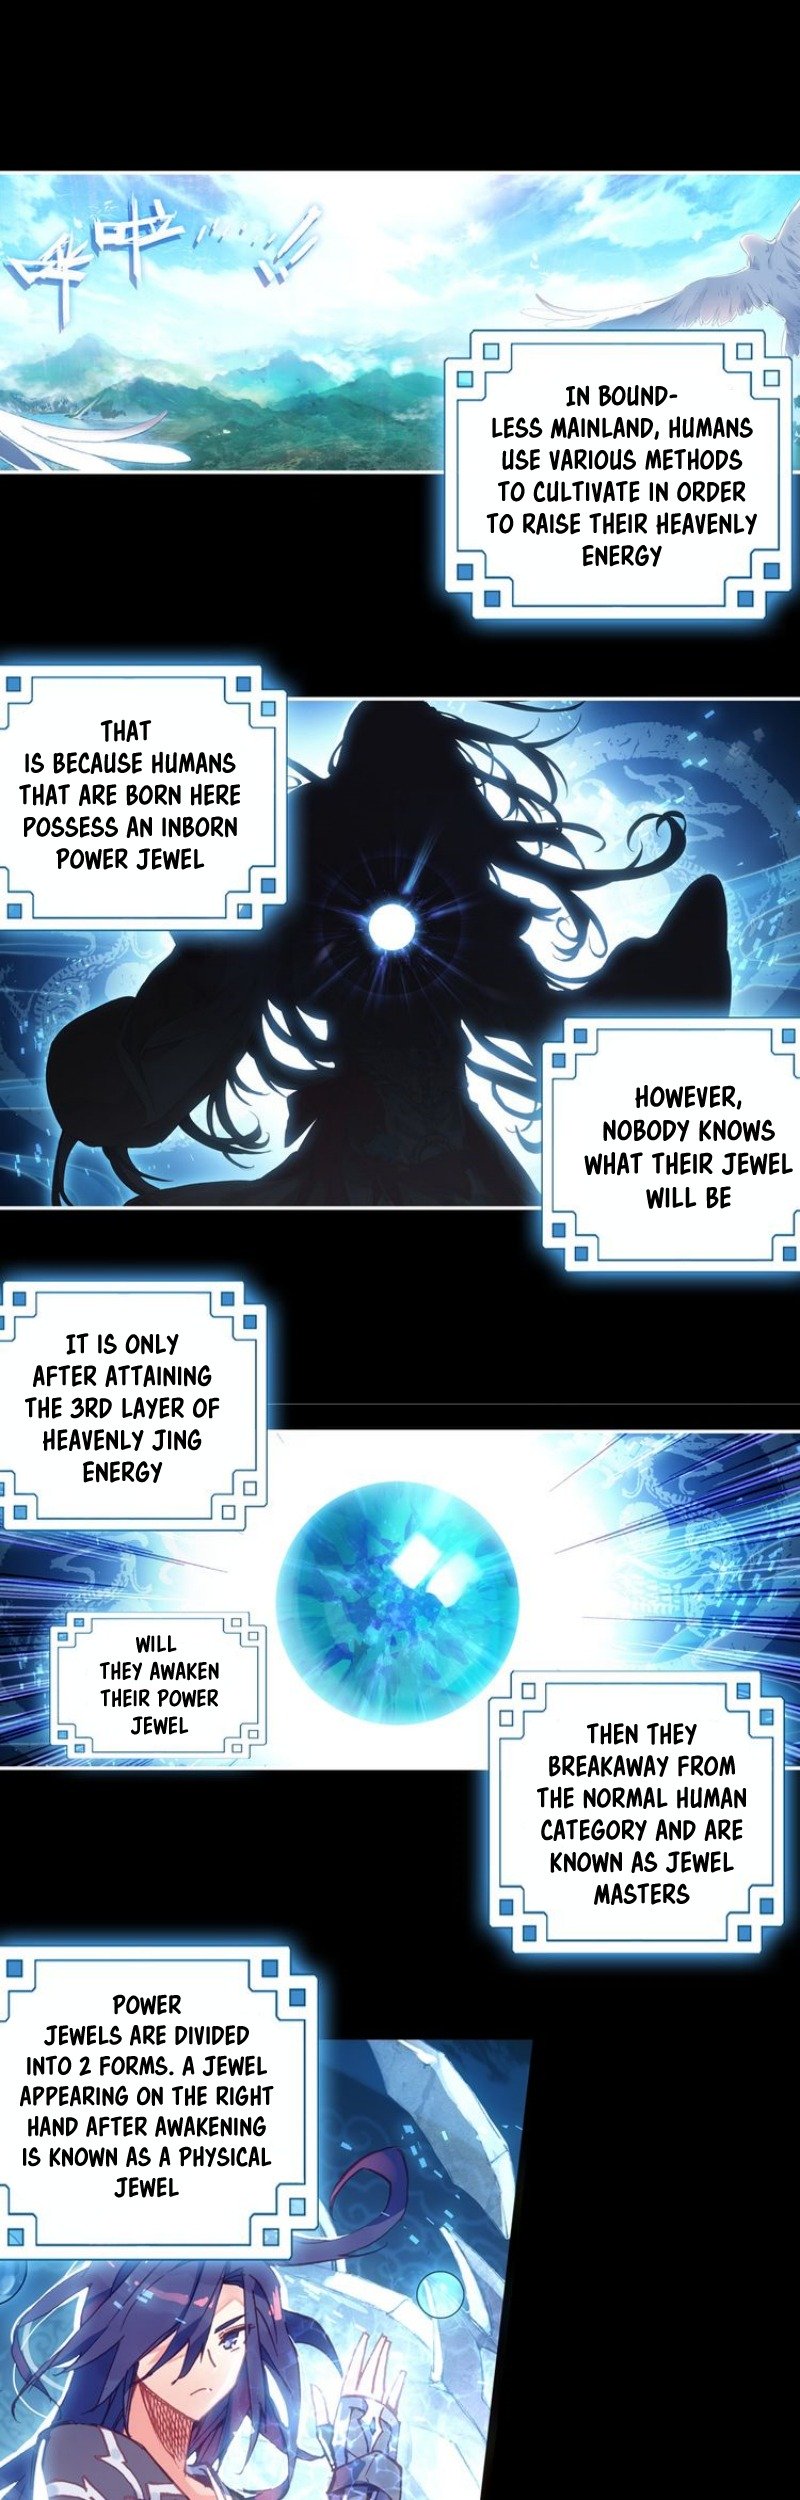 IN BOUND-
LESS MAINLAND, HUMANS
USE VARIOUS METHODS
TO CULTIVATE IN ORDER
TO RAISE THEIR HEAVENLY
ENERGY
THAT
IS BECAUSE HUMANS
THAT ARE BORN HERE
POSSESS AN INBORN
POWER JEWEL
HOWEVER,
NOBODY KNOWS
WHAT THEIR JEWEL
WILL BE
IT IS ONLY
AFTER ATTAINING
THE 3RD LAYER OF
HEAVENLY JING
ENERGY
WILL
THEY AWAKEN
THEIR POWER
JEWEL
THEN THEY
BREAKAWAY FROM
THE NORMAL HUMAN
CATEGORY AND ARE
KNOWN AS JEWEL
MASTERS
POWER
JEWELS ARE DIVIDED
INTO 2 FORMS. A JEWEL
APPEARING ON THE RIGHT
HAND AFTER AWAKENING
IS KNOWN AS A PHYSICAL
JEWEL